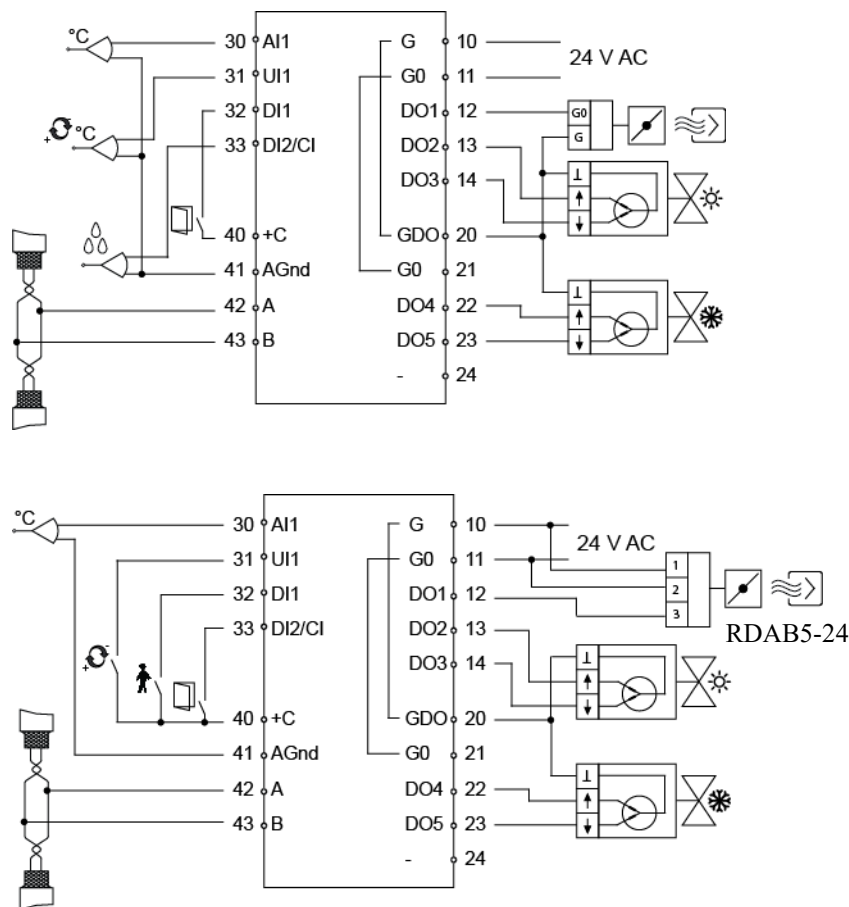 °C
30 AI1
G 10
24 V AC
31 UI1
G0 11
32 DI1
DO1 12
G0
+ - °C
33 DI2/CI
DO2 13
G
DO3 14
⊥
↑
↓
40 +C
GDO 20
41 AGnd
G0 21
42 A
DO4 22
⊥
↑
↓
43 B
DO5 23
- 24
°C
30 AI1
G 10
24 V AC
31 UI1
G0 11
1
32 DI1
DO1 12
2
3
33 DI2/CI
DO2 13
RDAB5-24
+ -
DO3 14
⊥
↑
↓
40 +C
GDO 20
41 AGnd
G0 21
42 A
DO4 22
⊥
↑
↓
43 B
DO5 23
- 24